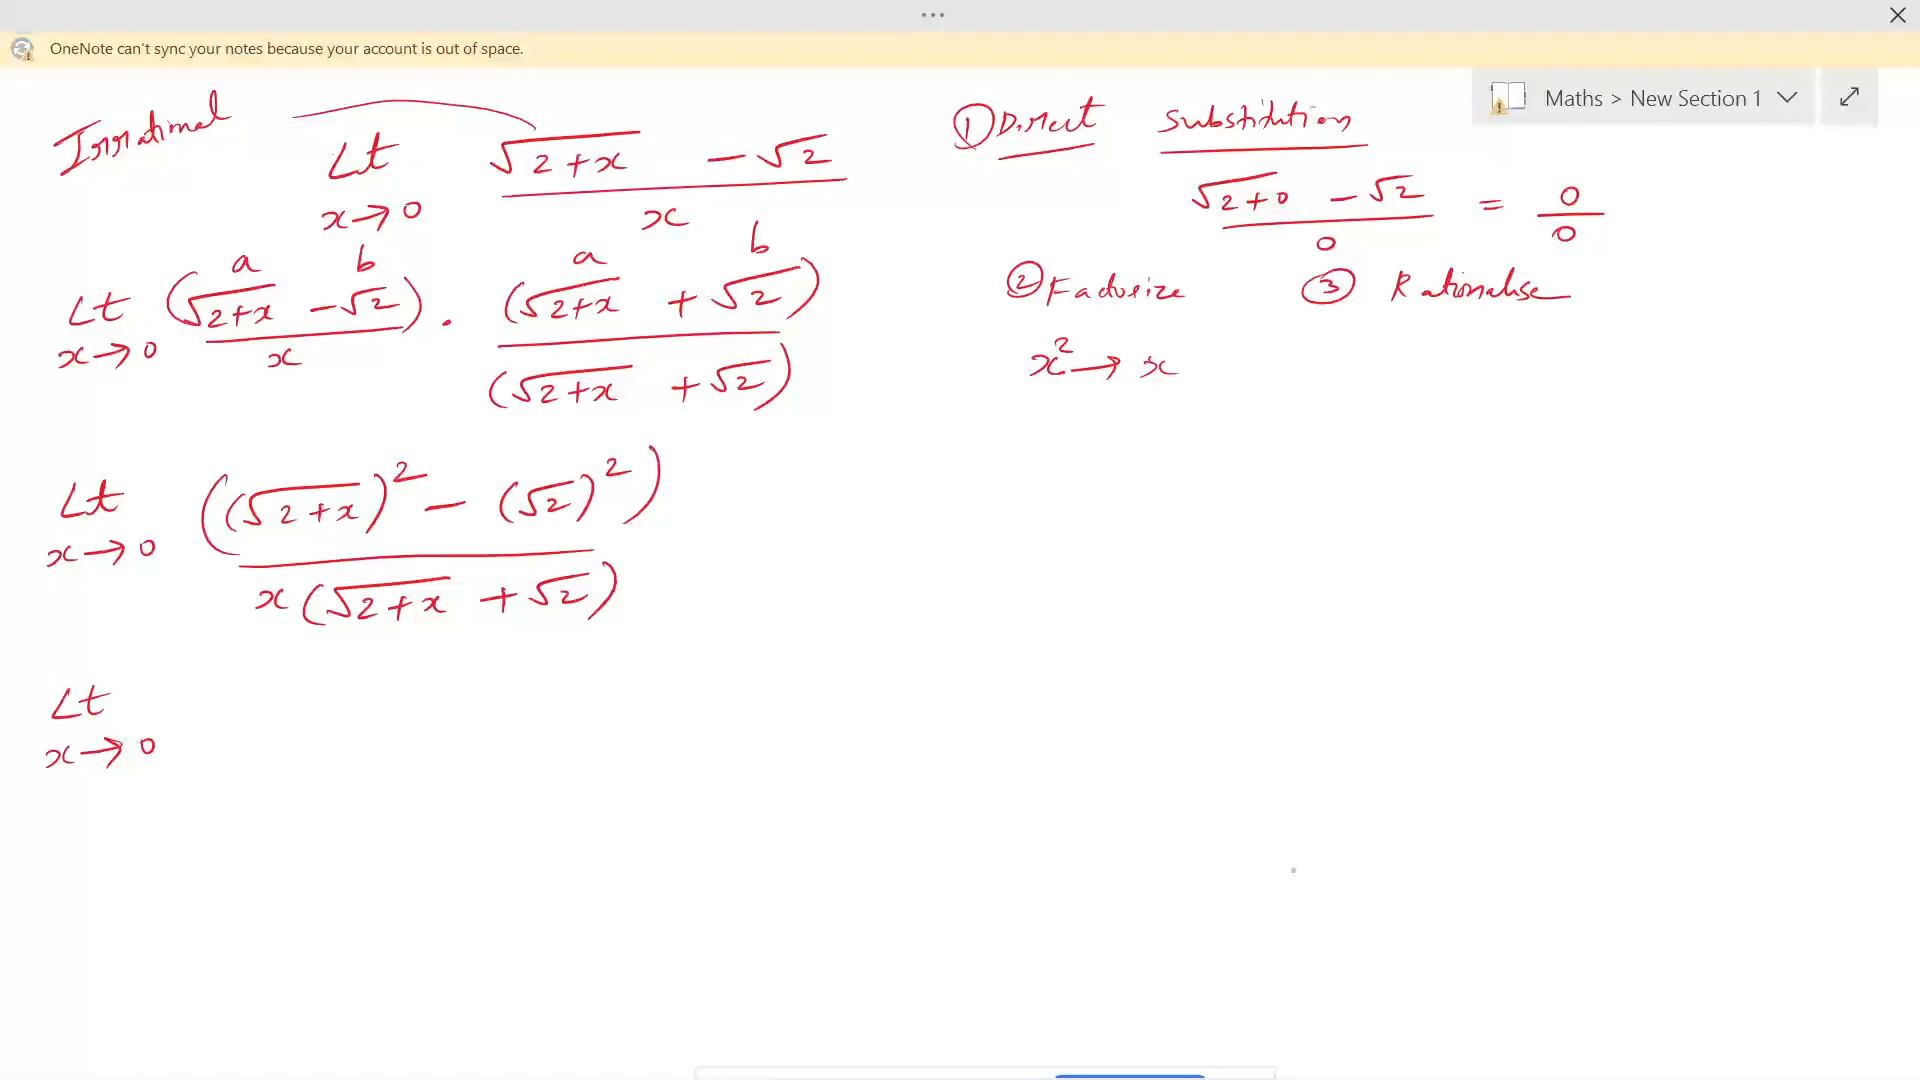 OneNote can't sync your notes because your account is out of space.
Maths > New Section 1
Irrational
Lt x→0 (√(2+x) − √2) / x
Lt x→0 (√(2+x) − √2) / x · (√(2+x) + √2) / (√(2+x) + √2)
a b a b
Lt x→0 ((√(2+x))² − (√2)²) / x(√(2+x) + √2)
Lt x→0
① Direct Substitution
(√(2+0) − √2) / 0 = 0/0
② Factorize ③ Rationalise
x² → x